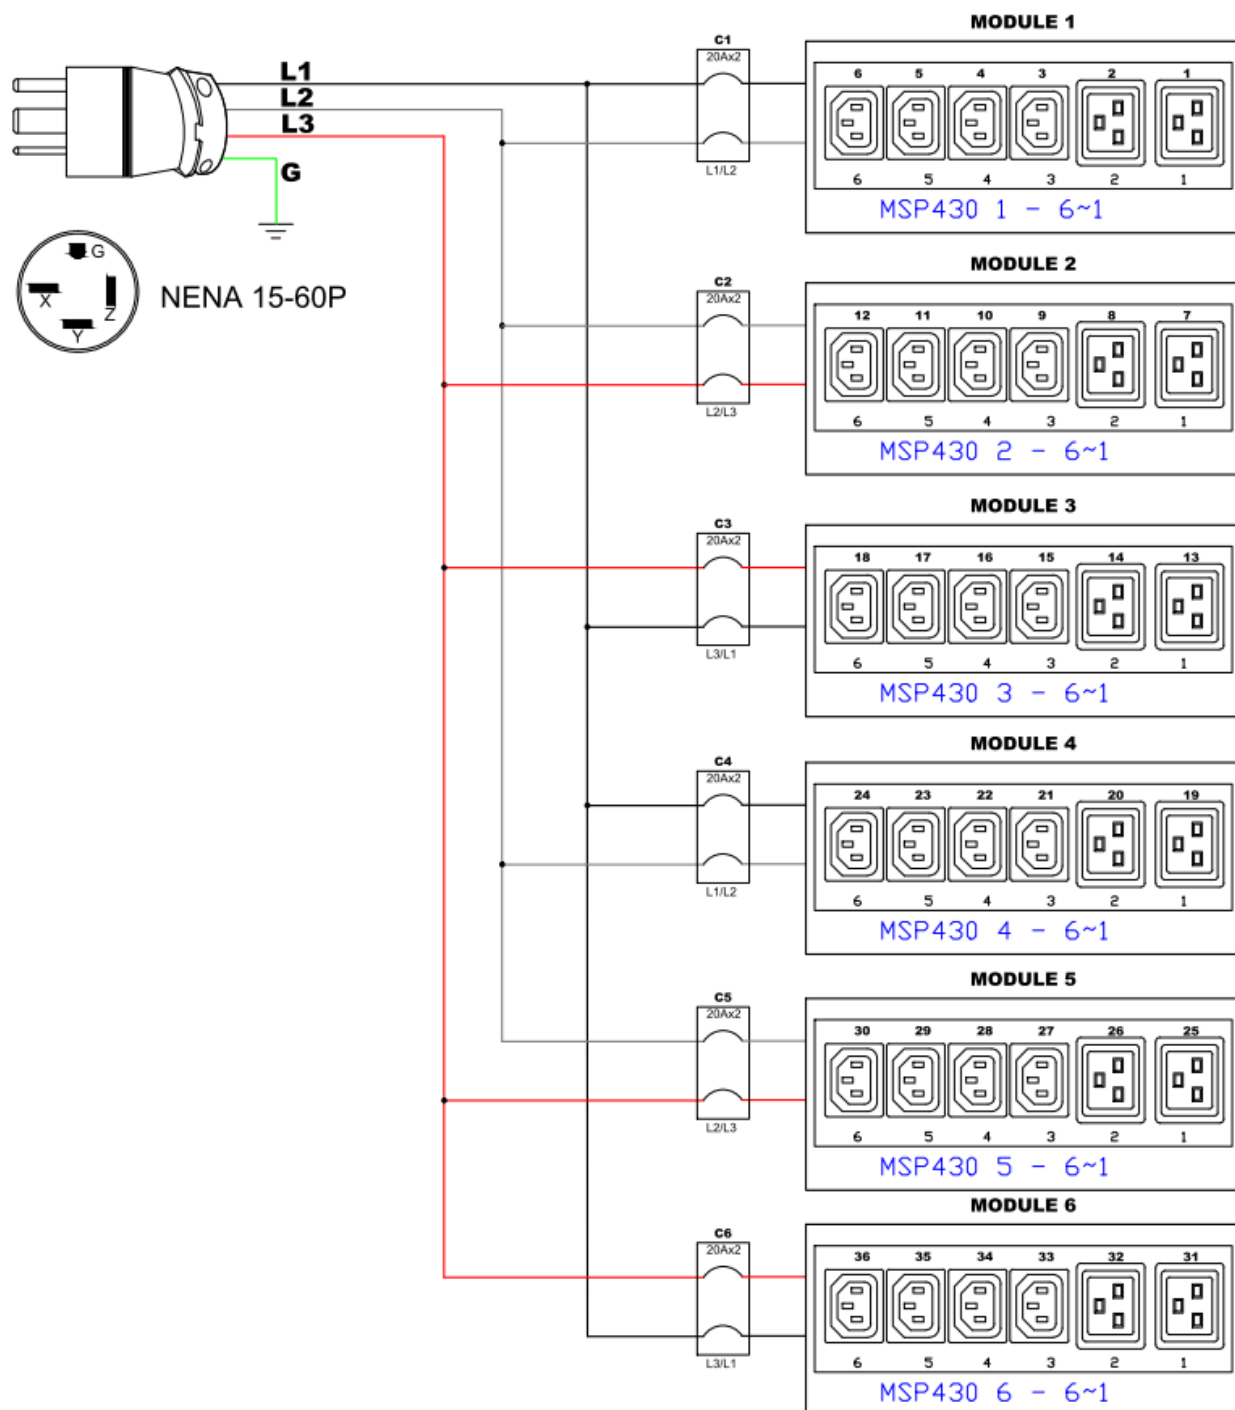 L1
L2
L3
G
G
X
Z
Y
NENA 15-60P
MODULE 1
C1
20Ax2
L1/L2
6 5 4 3 2 1
6 5 4 3 2 1
MSP430 1 - 6~1
MODULE 2
C2
20Ax2
L2/L3
12 11 10 9 8 7
6 5 4 3 2 1
MSP430 2 - 6~1
MODULE 3
C3
20Ax2
L3/L1
18 17 16 15 14 13
6 5 4 3 2 1
MSP430 3 - 6~1
MODULE 4
C4
20Ax2
L1/L2
24 23 22 21 20 19
6 5 4 3 2 1
MSP430 4 - 6~1
MODULE 5
C5
20Ax2
L2/L3
30 29 28 27 26 25
6 5 4 3 2 1
MSP430 5 - 6~1
MODULE 6
C6
20Ax2
L3/L1
36 35 34 33 32 31
6 5 4 3 2 1
MSP430 6 - 6~1